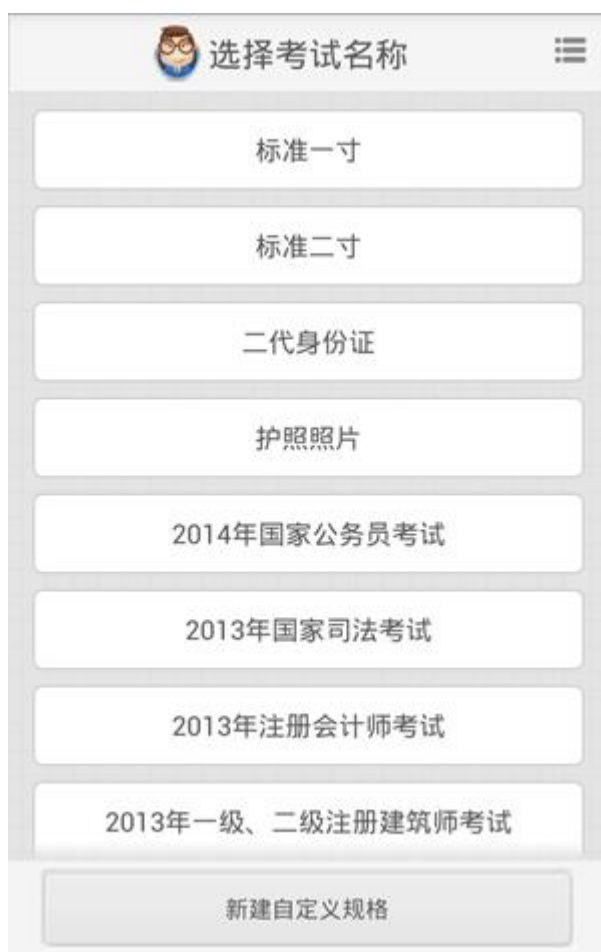 选择考试名称
标准一寸
标准二寸
二代身份证
护照照片
2014年国家公务员考试
2013年国家司法考试
2013年注册会计师考试
2013年一级、二级注册建筑师考试
新建自定义规格